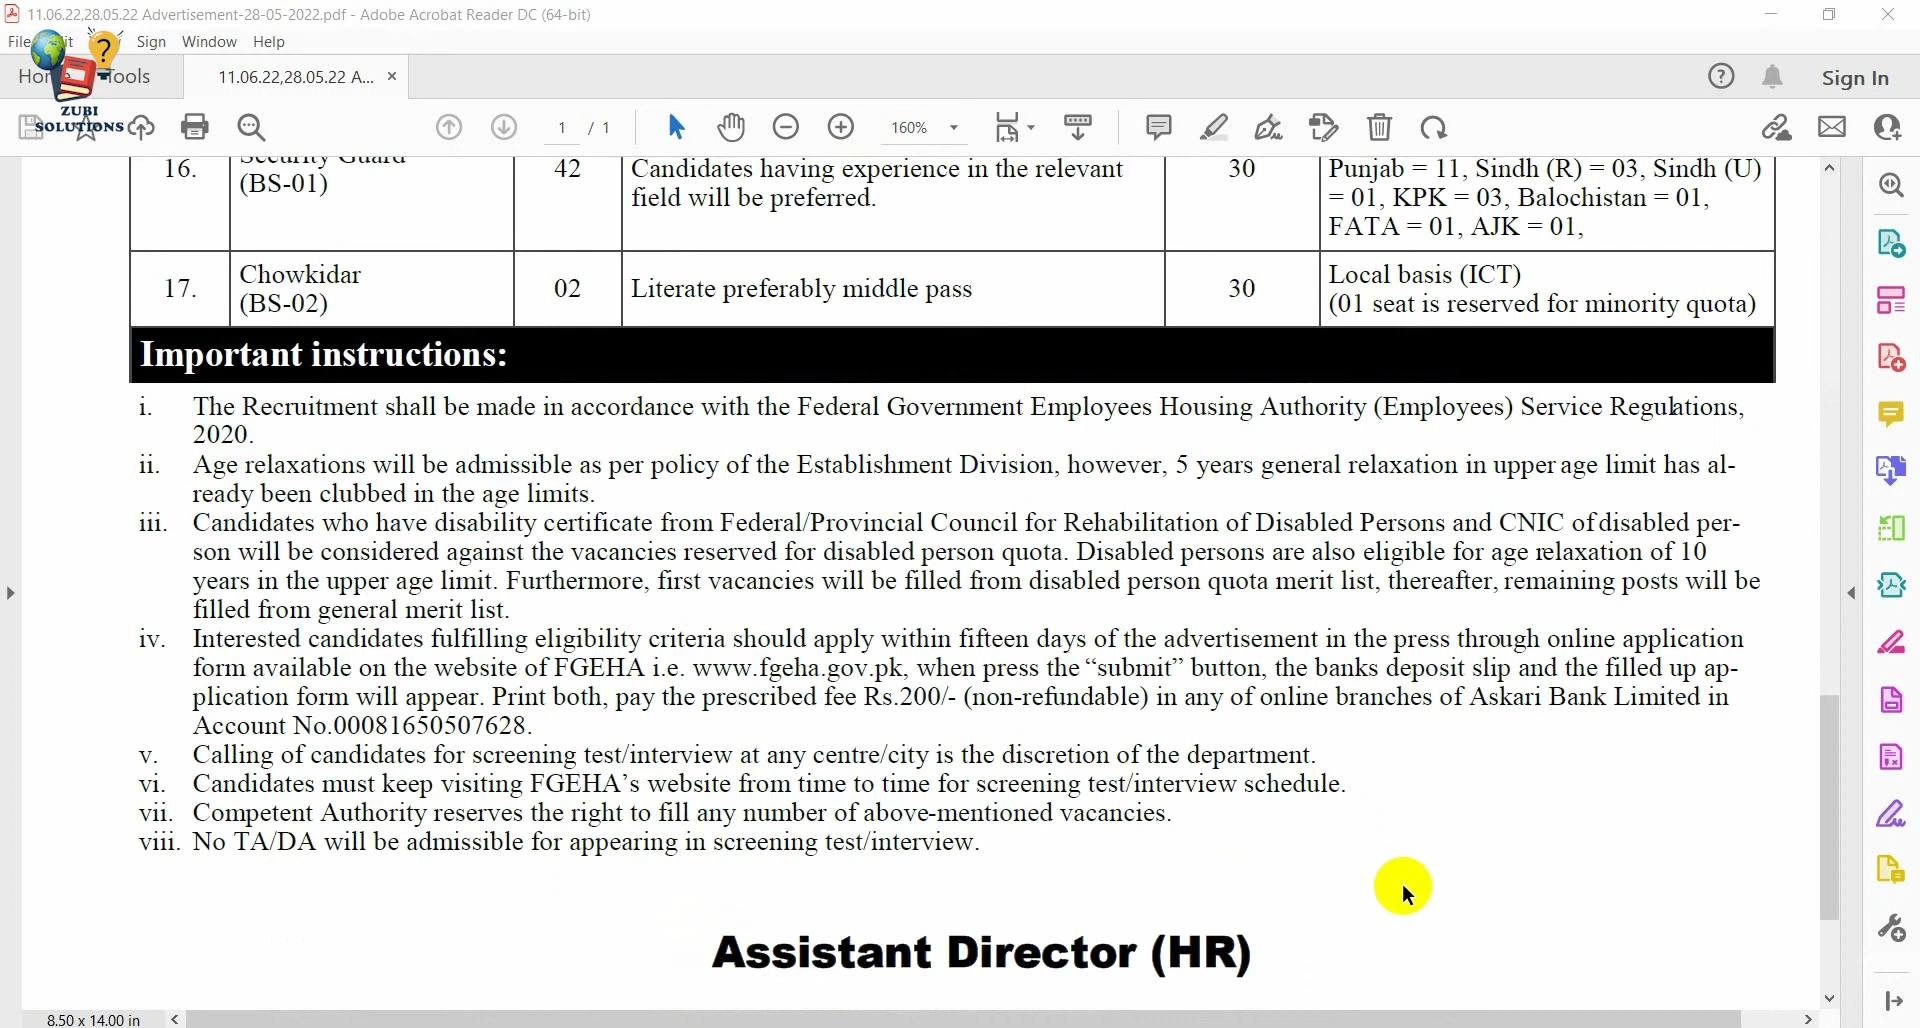 11.06.22,28.05.22 Advertisement-28-05-2022.pdf - Adobe Acrobat Reader DC (64-bit)
File Sign Window Help
Tools 11.06.22,28.05.22 A... × Sign In
ZUBI
SOLUTIONS
1 / 1 160%
16. Security Guard 42 Candidates having experience in the relevant 30 Punjab = 11, Sindh (R) = 03, Sindh (U)
(BS-01) field will be preferred. = 01, KPK = 03, Balochistan = 01,
FATA = 01, AJK = 01,
17. Chowkidar 02 Literate preferably middle pass 30 Local basis (ICT)
(BS-02) (01 seat is reserved for minority quota)
Important instructions:
i. The Recruitment shall be made in accordance with the Federal Government Employees Housing Authority (Employees) Service Regulations,
2020.
ii. Age relaxations will be admissible as per policy of the Establishment Division, however, 5 years general relaxation in upper age limit has al-
ready been clubbed in the age limits.
iii. Candidates who have disability certificate from Federal/Provincial Council for Rehabilitation of Disabled Persons and CNIC of disabled per-
son will be considered against the vacancies reserved for disabled person quota. Disabled persons are also eligible for age relaxation of 10
years in the upper age limit. Furthermore, first vacancies will be filled from disabled person quota merit list, thereafter, remaining posts will be
filled from general merit list.
iv. Interested candidates fulfilling eligibility criteria should apply within fifteen days of the advertisement in the press through online application
form available on the website of FGEHA i.e. www.fgeha.gov.pk, when press the “submit” button, the banks deposit slip and the filled up ap-
plication form will appear. Print both, pay the prescribed fee Rs.200/- (non-refundable) in any of online branches of Askari Bank Limited in
Account No.00081650507628.
v. Calling of candidates for screening test/interview at any centre/city is the discretion of the department.
vi. Candidates must keep visiting FGEHA’s website from time to time for screening test/interview schedule.
vii. Competent Authority reserves the right to fill any number of above-mentioned vacancies.
viii. No TA/DA will be admissible for appearing in screening test/interview.
Assistant Director (HR)
8.50 x 14.00 in